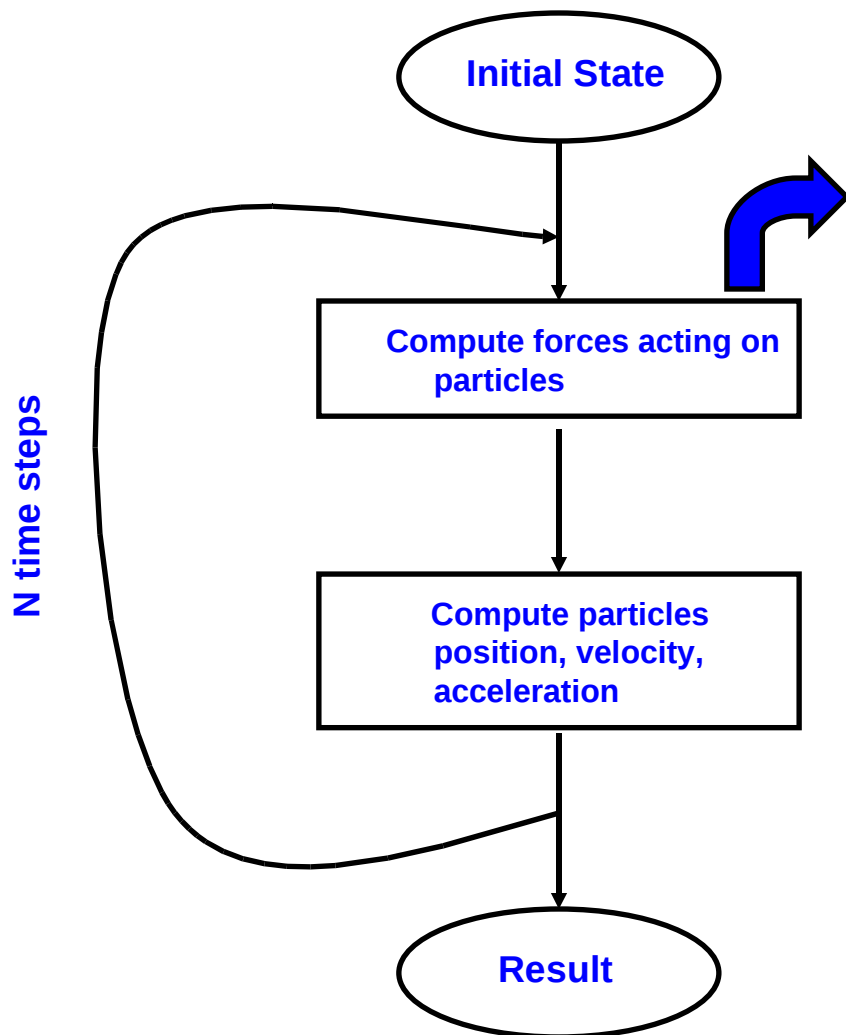 Initial State
Compute forces acting on
particles
N time steps
Compute particles
position, velocity,
acceleration
Result